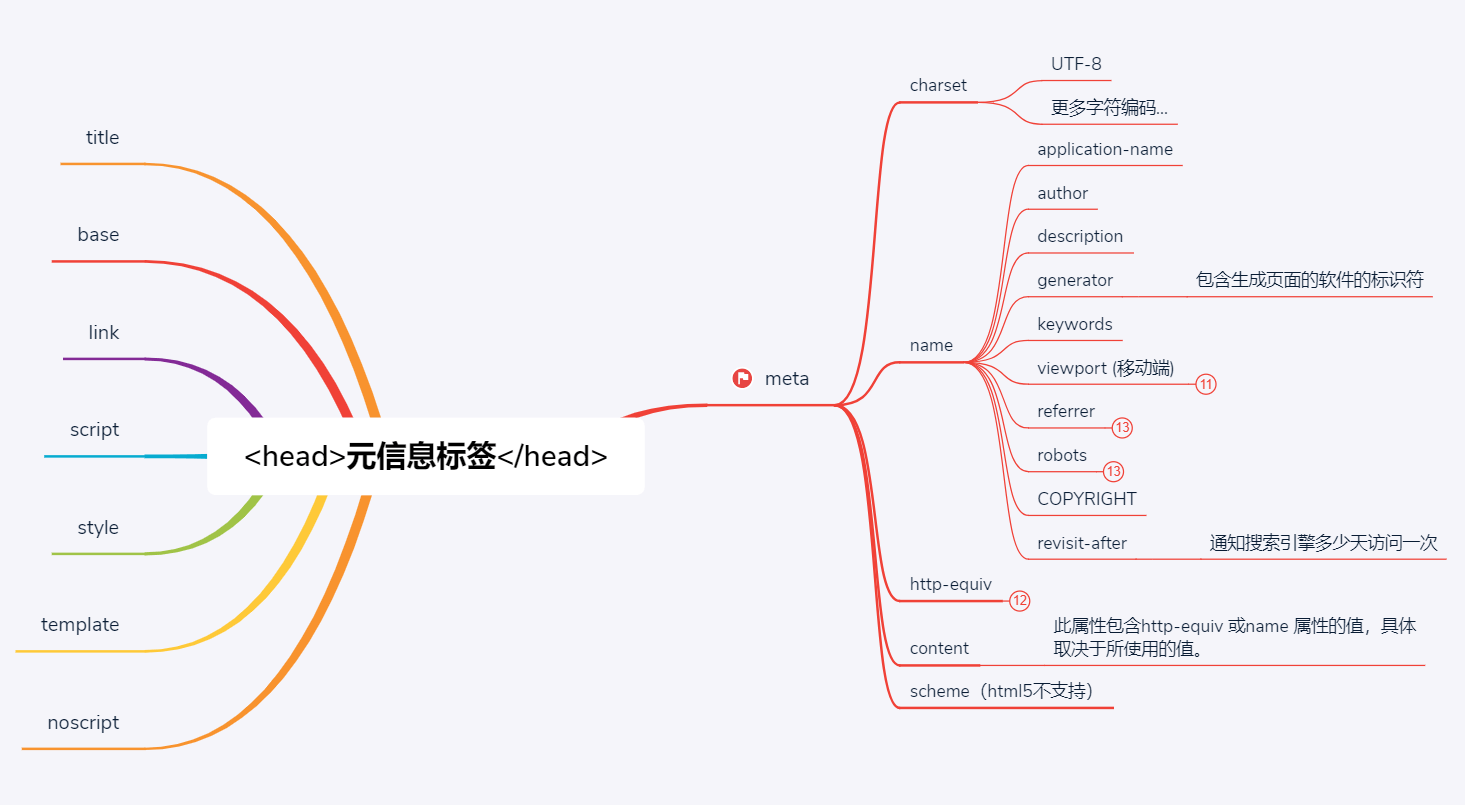 title
base
link
script
style
template
noscript
<head>元信息标签</head>
meta
charset
UTF-8
更多字符编码...
name
application-name
author
description
generator
包含生成页面的软件的标识符
keywords
viewport (移动端)
11
referrer
13
robots
13
COPYRIGHT
revisit-after
通知搜索引擎多少天访问一次
http-equiv
12
content
此属性包含http-equiv 或name 属性的值，具体
取决于所使用的值。
scheme（html5不支持）